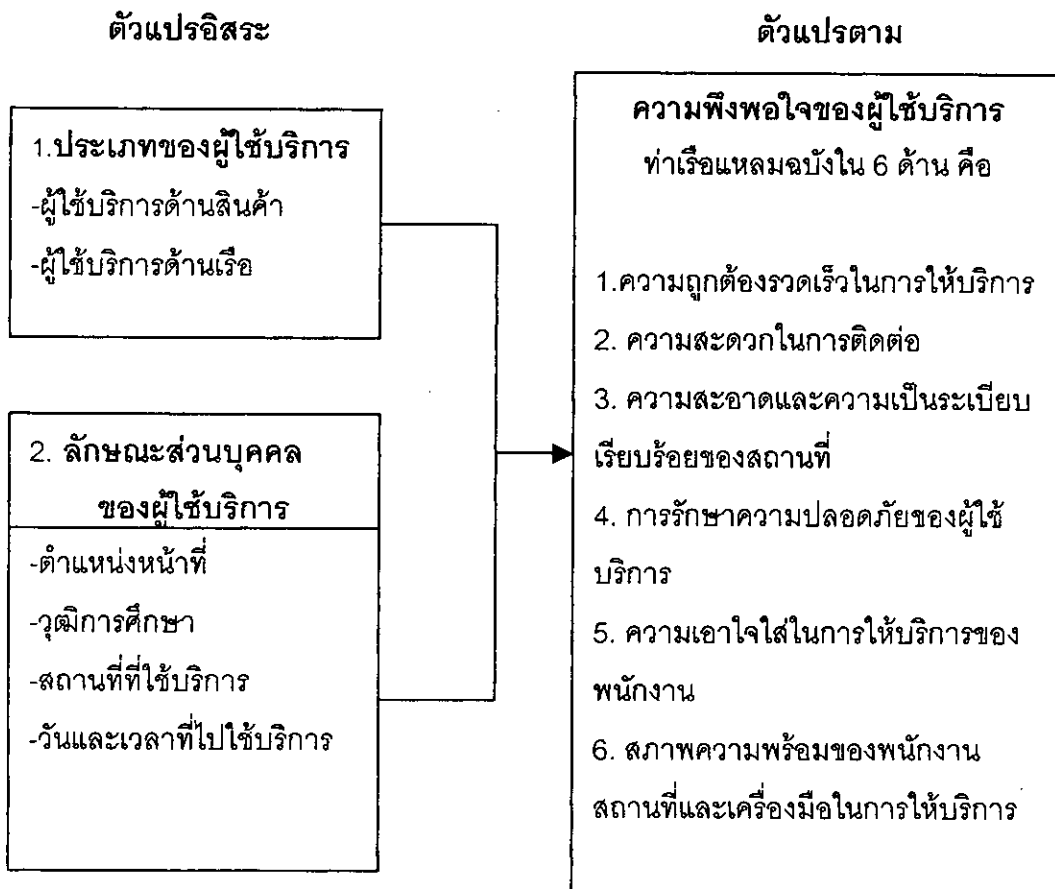 ตัวแปรอิสระ
ตัวแปรตาม
1.ประเภทของผู้ใช้บริการ
-ผู้ใช้บริการด้านสินค้า
-ผู้ใช้บริการด้านเรือ
2. ลักษณะส่วนบุคคล
ของผู้ใช้บริการ
-ตำแหน่งหน้าที่
-วุฒิการศึกษา
-สถานที่ที่ใช้บริการ
-วันและเวลาที่ไปใช้บริการ
ความพึงพอใจของผู้ใช้บริการ
ท่าเรือแหลมฉบังใน 6 ด้าน คือ
1.ความถูกต้องรวดเร็วในการให้บริการ
2. ความสะดวกในการติดต่อ
3. ความสะอาดและความเป็นระเบียบ
เรียบร้อยของสถานที่
4. การรักษาความปลอดภัยของผู้ใช้
บริการ
5. ความเอาใจใส่ในการให้บริการของ
พนักงาน
6. สภาพความพร้อมของพนักงาน
สถานที่และเครื่องมือในการให้บริการ